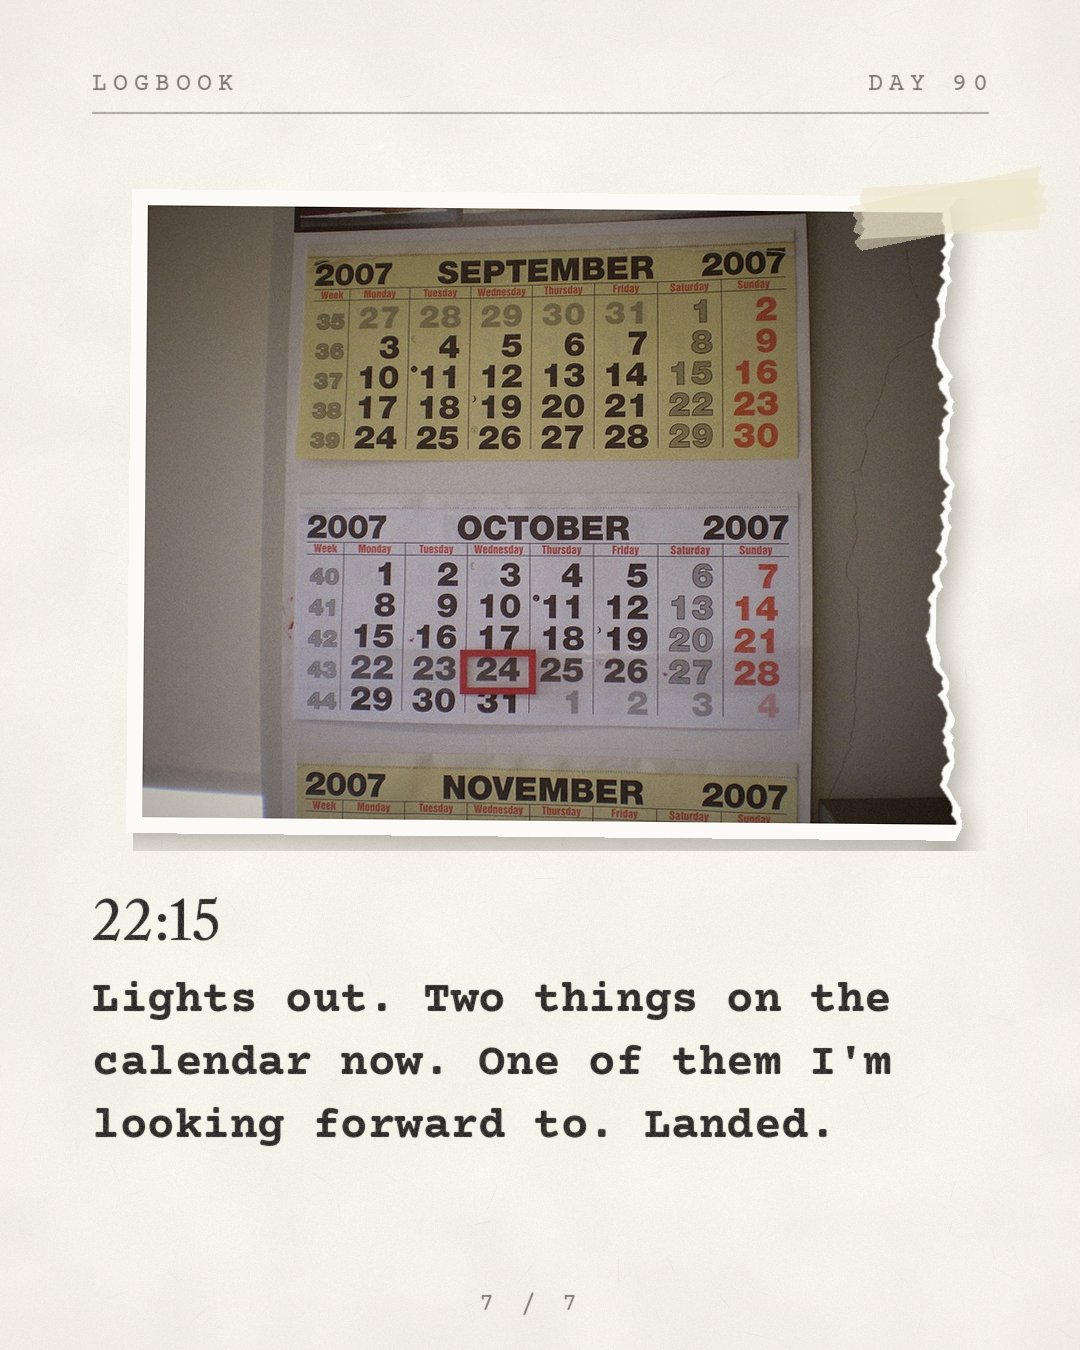 LOGBOOK DAY 90
2007 SEPTEMBER 2007
Week Monday Tuesday Wednesday Thursday Friday Saturday Sunday
35 27 28 29 30 31 1 2
36 3 4 5 6 7 8 9
37 10 11 12 13 14 15 16
38 17 18 19 20 21 22 23
39 24 25 26 27 28 29 30
2007 OCTOBER 2007
Week Monday Tuesday Wednesday Thursday Friday Saturday Sunday
40 1 2 3 4 5 6 7
41 8 9 10 11 12 13 14
42 15 16 17 18 19 20 21
43 22 23 24 25 26 27 28
44 29 30 31 1 2 3 4
2007 NOVEMBER 2007
Week Monday Tuesday Wednesday Thursday Friday Saturday Sunday
22:15
Lights out. Two things on the
calendar now. One of them I'm
looking forward to. Landed.
7 / 7